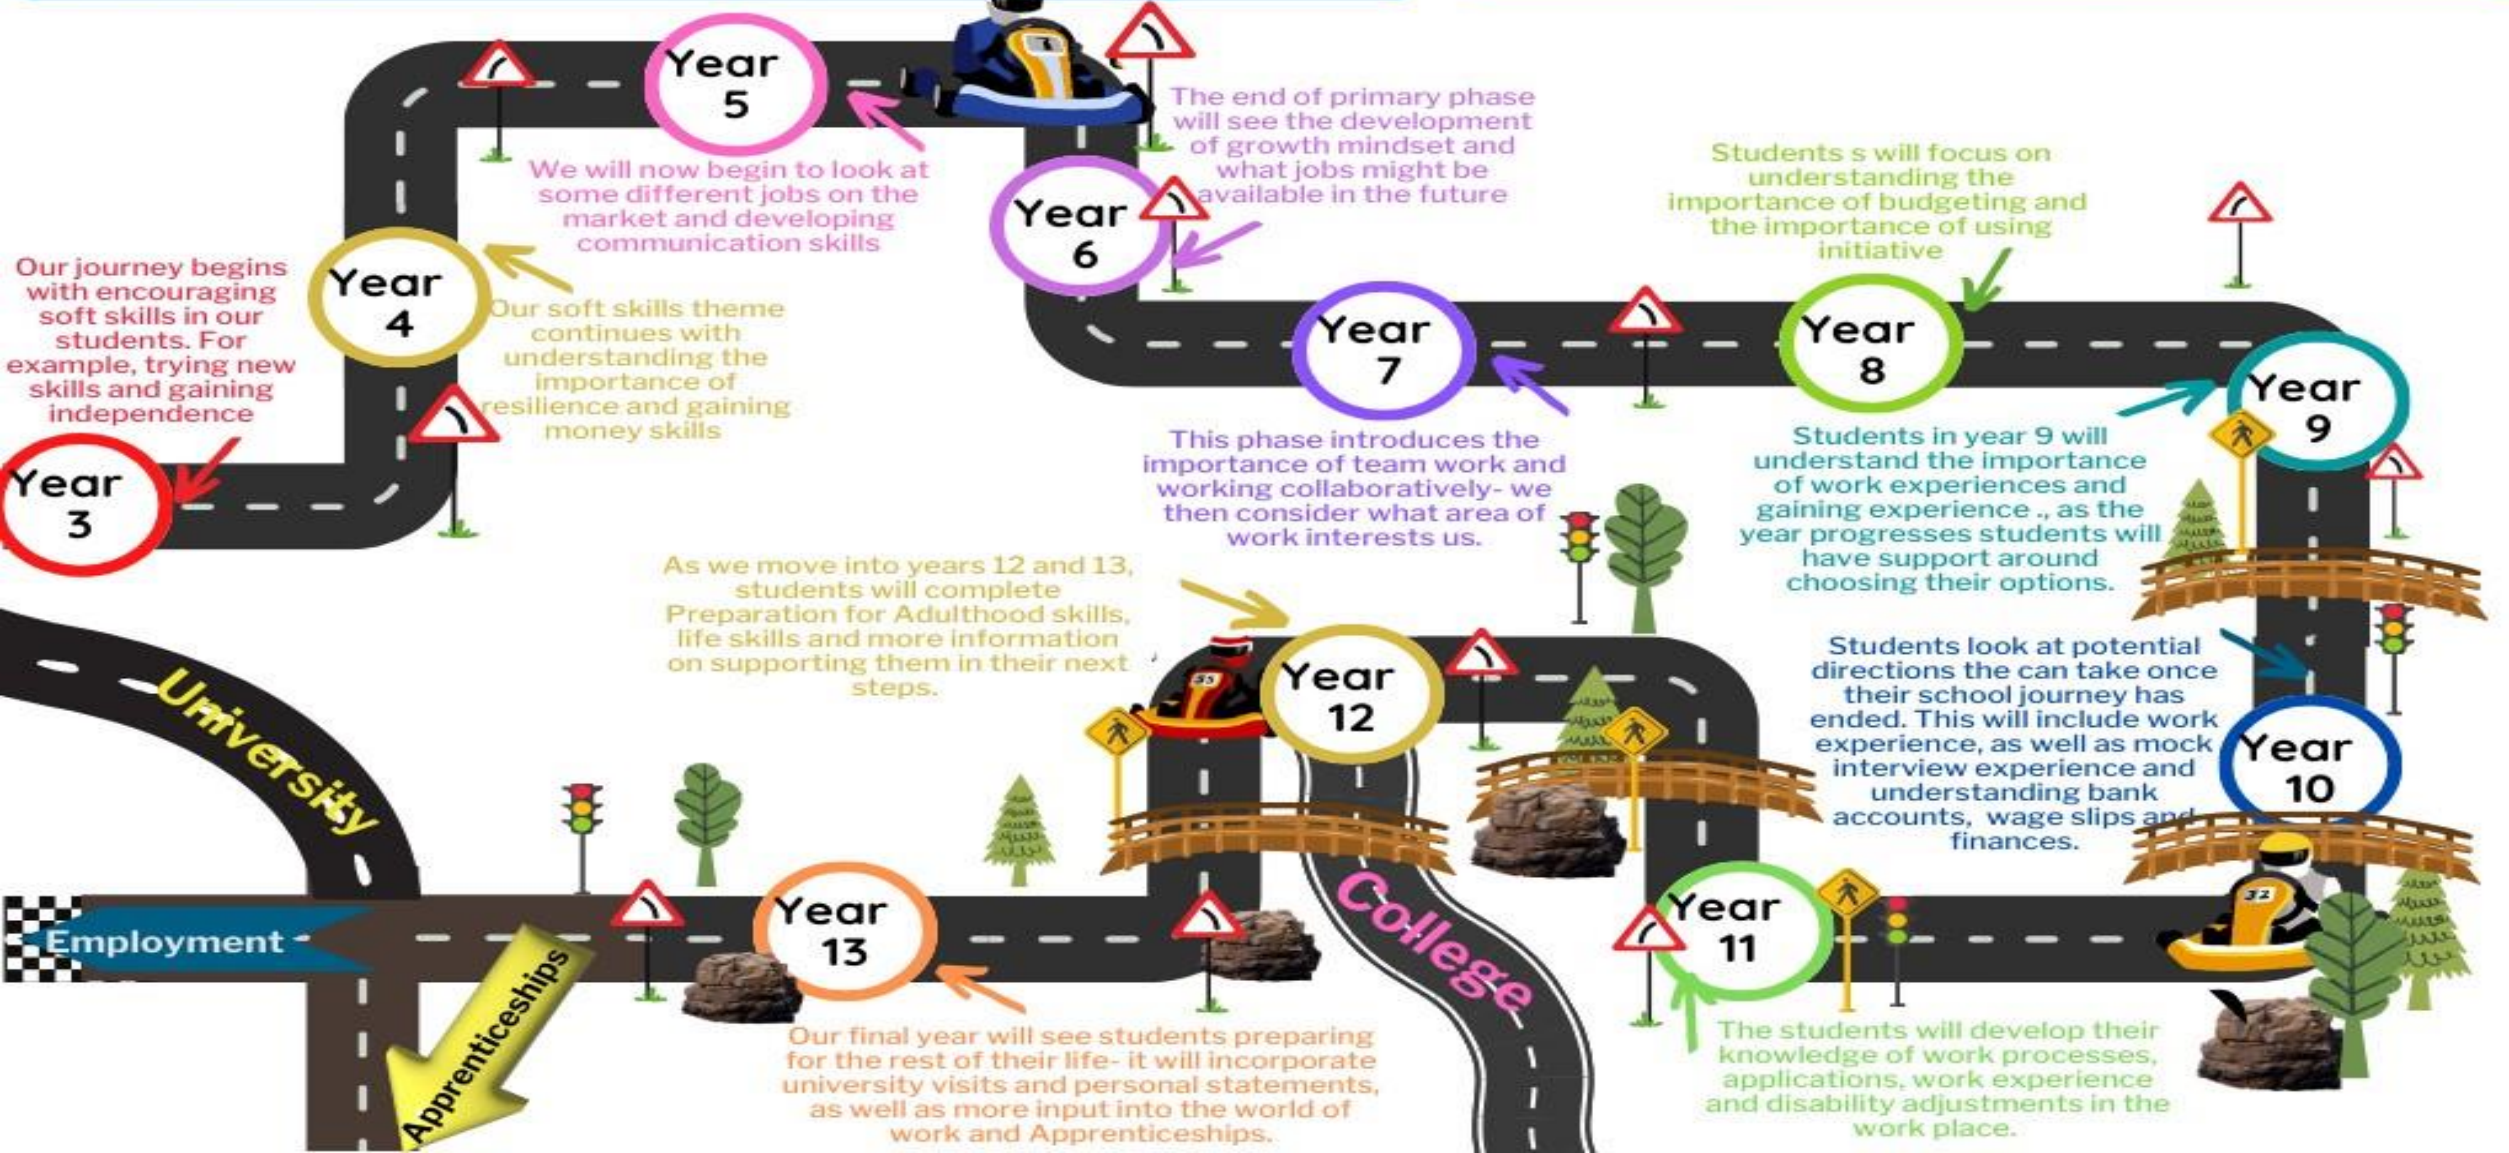 Our journey begins
with encouraging
soft skills in our
students. For
example, trying new
skills and gaining
independence
Year
3
Year
4
Our soft skills theme
continues with
understanding the
importance of
resilience and gaining
money skills
Year
5
We will now begin to look at
some different jobs on the
market and developing
communication skills
The end of primary phase
will see the development
of growth mindset and
what jobs might be
available in the future
Year
6
Year
7
This phase introduces the
importance of team work and
working collaboratively- we
then consider what area of
work interests us.
Students s will focus on
understanding the
importance of budgeting and
the importance of using
initiative
Year
8
Year
9
Students in year 9 will
understand the importance
of work experiences and
gaining experience ., as the
year progresses students will
have support around
choosing their options.
Students look at potential
directions the can take once
their school journey has
ended. This will include work
experience, as well as mock
interview experience and
understanding bank
accounts, wage slips and
finances.
Year
10
32
Year
11
The students will develop their
knowledge of work processes,
applications, work experience
and disability adjustments in the
work place.
As we move into years 12 and 13,
students will complete
Preparation for Adulthood skills,
life skills and more information
on supporting them in their next
steps.
Year
12
College
Year
13
Our final year will see students preparing
for the rest of their life- it will incorporate
university visits and personal statements,
as well as more input into the world of
work and Apprenticeships.
University
Employment
Apprenticeships